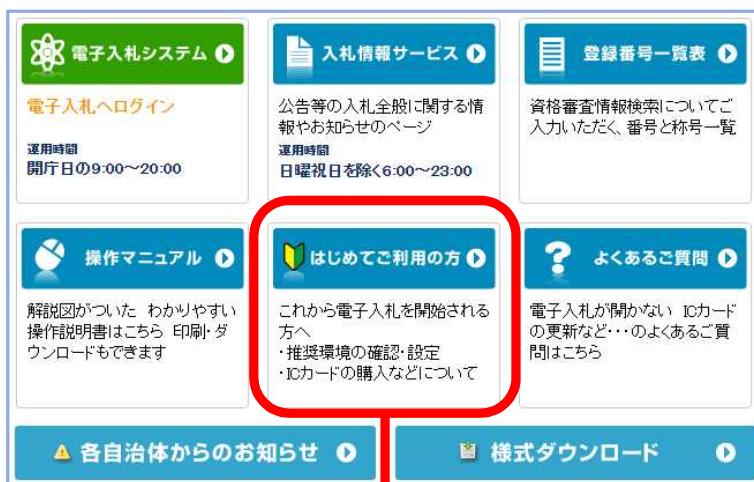 電子入札システム
電子入札へログイン
運用時間
開庁日の9:00～20:00
入札情報サービス
公告等の入札全般に関する情
報やお知らせのページ
運用時間
日曜祝日を除く6:00～23:00
登録番号一覧表
資格審査情報検索についてご
入力いただく、番号と称号一覧
操作マニュアル
解説図がついた わかりやすい
操作説明書はこちら 印刷・ダ
ウンロードもできます
はじめてご利用の方
これから電子入札を開始される
方へ
・推奨環境の確認・設定
・ICカードの購入などについて
よくあるご質問
電子入札が開かない ICカード
の更新など・・・のよくあるご質
問はこちら
各自治体からのお知らせ
様式ダウンロード